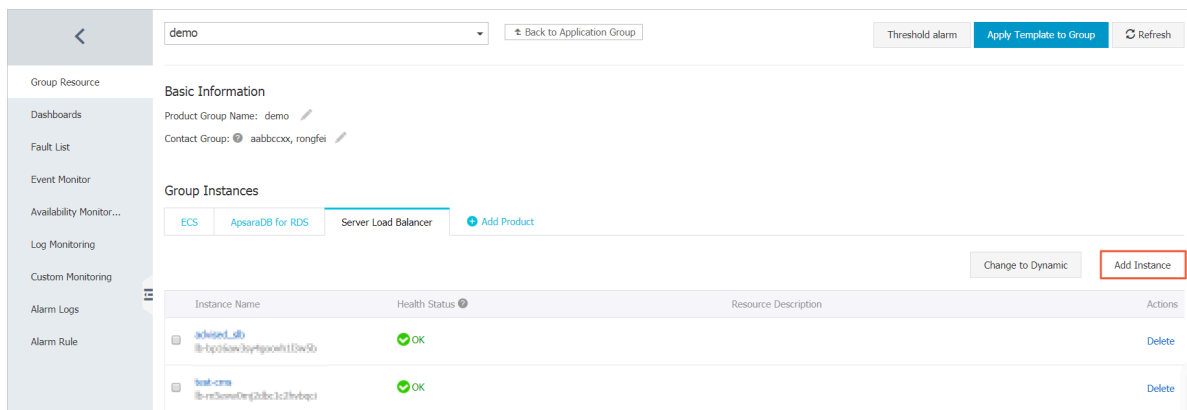 demo
Back to Application Group
Threshold alarm
Apply Template to Group
Refresh
Group Resource
Dashboards
Fault List
Event Monitor
Availability Monitor...
Log Monitoring
Custom Monitoring
Alarm Logs
Alarm Rule
Basic Information
Product Group Name: demo
Contact Group: aabbccxx, rongfei
Group Instances
ECS
ApsaraDB for RDS
Server Load Balancer
Add Product
Change to Dynamic
Add Instance
Instance Name
Health Status
Resource Description
Actions
advised_slb
OK
Delete
test-cms
OK
Delete